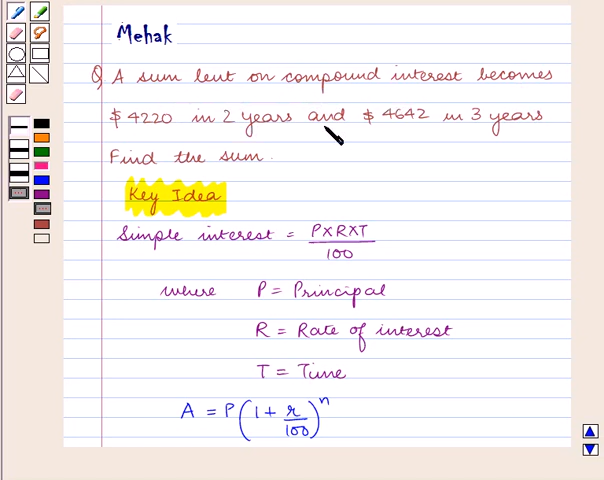 Mehak
Q A sum lent on compound interest becomes
$ 4220 in 2 years and $ 4642 in 3 years
Find the sum.
Key Idea
Simple interest = P×R×T / 100
where P = Principal
R = Rate of interest
T = Time
A = P(1 + r/100)^n